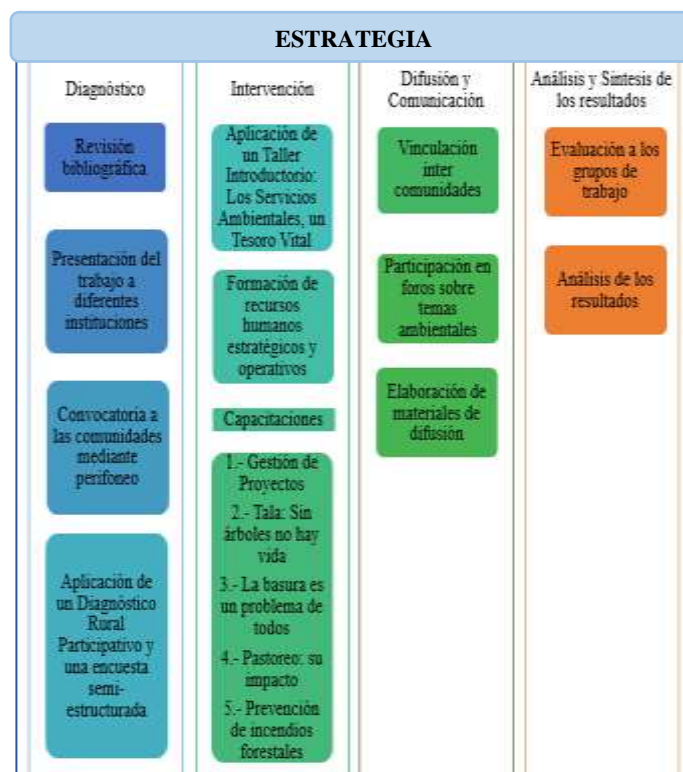 ESTRATEGIA
Diagnóstico
Revisión
bibliográfica
Presentación del
trabajo a
diferentes
instituciones
Convocatoria a
las comunidades
mediante
perifoneo
Aplicación de
un Diagnóstico
Rural
Participativo y
una encuesta
semi-
estructurada
Intervención
Aplicación de
un Taller
Introductorio:
Los Servicios
Ambientales, un
Tesoro Vital
Formación de
recursos
humanos
estratégicos y
operativos
Capacitaciones
1.- Gestión de
Proyectos
2.- Tala: Sin
árboles no hay
vida
3.- La basura es
un problema de
todos
4.- Pastoreo: su
impacto
5.- Prevención
de incendios
forestales
Difusión y
Comunicación
Vinculación
inter
comunidades
Participación en
foros sobre
temas
ambientales
Elaboración de
materiales de
difusión
Análisis y Sintesis de
los resultados
Evaluación a los
grupos de
trabajo
Análisis de los
resultados